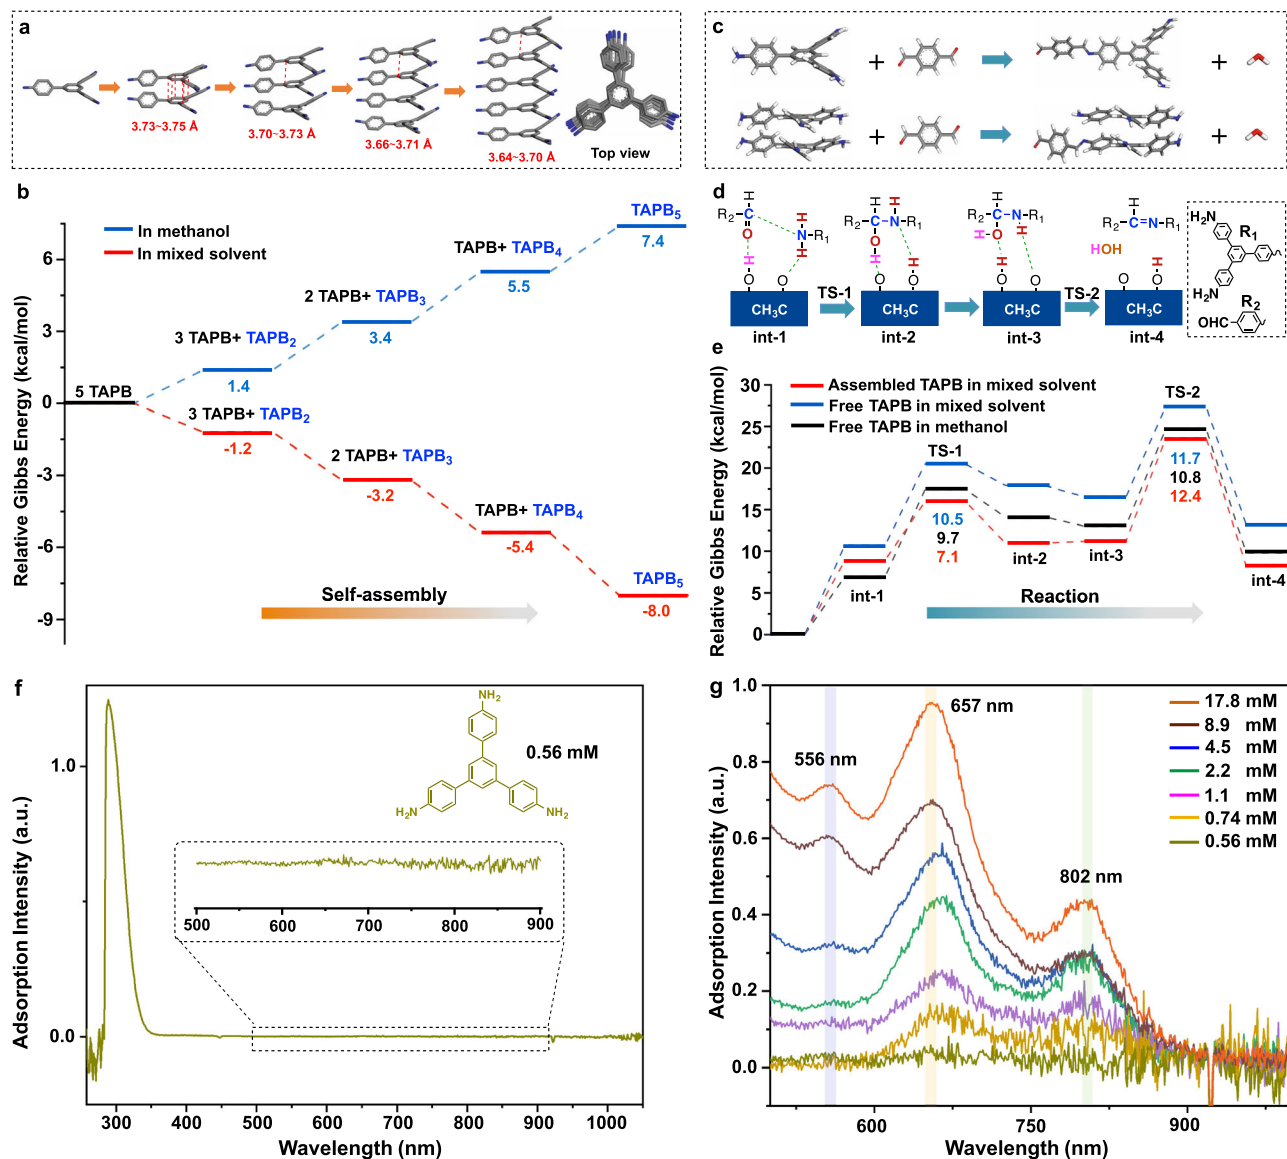 a
3.73~3.75 Å
3.70~3.73 Å
3.66~3.71 Å
3.64~3.70 Å
Top view
b
Relative Gibbs Energy (kcal/mol)
6
3
0
-3
-6
-9
In methanol
In mixed solvent
5 TAPB
3 TAPB+ TAPB2
1.4
2 TAPB+ TAPB3
3.4
TAPB+ TAPB4
5.5
TAPB5
7.4
3 TAPB+ TAPB2
-1.2
2 TAPB+ TAPB3
-3.2
TAPB+ TAPB4
-5.4
TAPB5
-8.0
Self-assembly
c
+
+
+
+
d
H
R2 C
O
H
N R1
H
H
O O
CH3C
int-1
TS-1
H H
R2 C N R1
O
H H
O O
CH3C
int-2
H
R2 C N R1
H O H
H
O O
CH3C
int-3
TS-2
H
R2 C=N R1
HOH
H
O O
CH3C
int-4
H2N
R1
H2N
R2
OHC
e
Relative Gibbs Energy (kcal/mol)
30
25
20
15
10
5
0
Assembled TAPB in mixed solvent
Free TAPB in mixed solvent
Free TAPB in methanol
int-1
TS-1
10.5
9.7
7.1
int-2
int-3
TS-2
11.7
10.8
12.4
int-4
Reaction
f
Adsorption Intensity (a.u.)
1.0
0.0
NH2
H2N
NH2
0.56 mM
500 600 700 800 900
300 400 500 600 700 800 900 1000
Wavelength (nm)
g
Adsorption Intensity (a.u.)
1.0
0.8
0.6
0.4
0.2
0.0
556 nm
657 nm
802 nm
17.8 mM
8.9 mM
4.5 mM
2.2 mM
1.1 mM
0.74 mM
0.56 mM
600 750 900
Wavelength (nm)